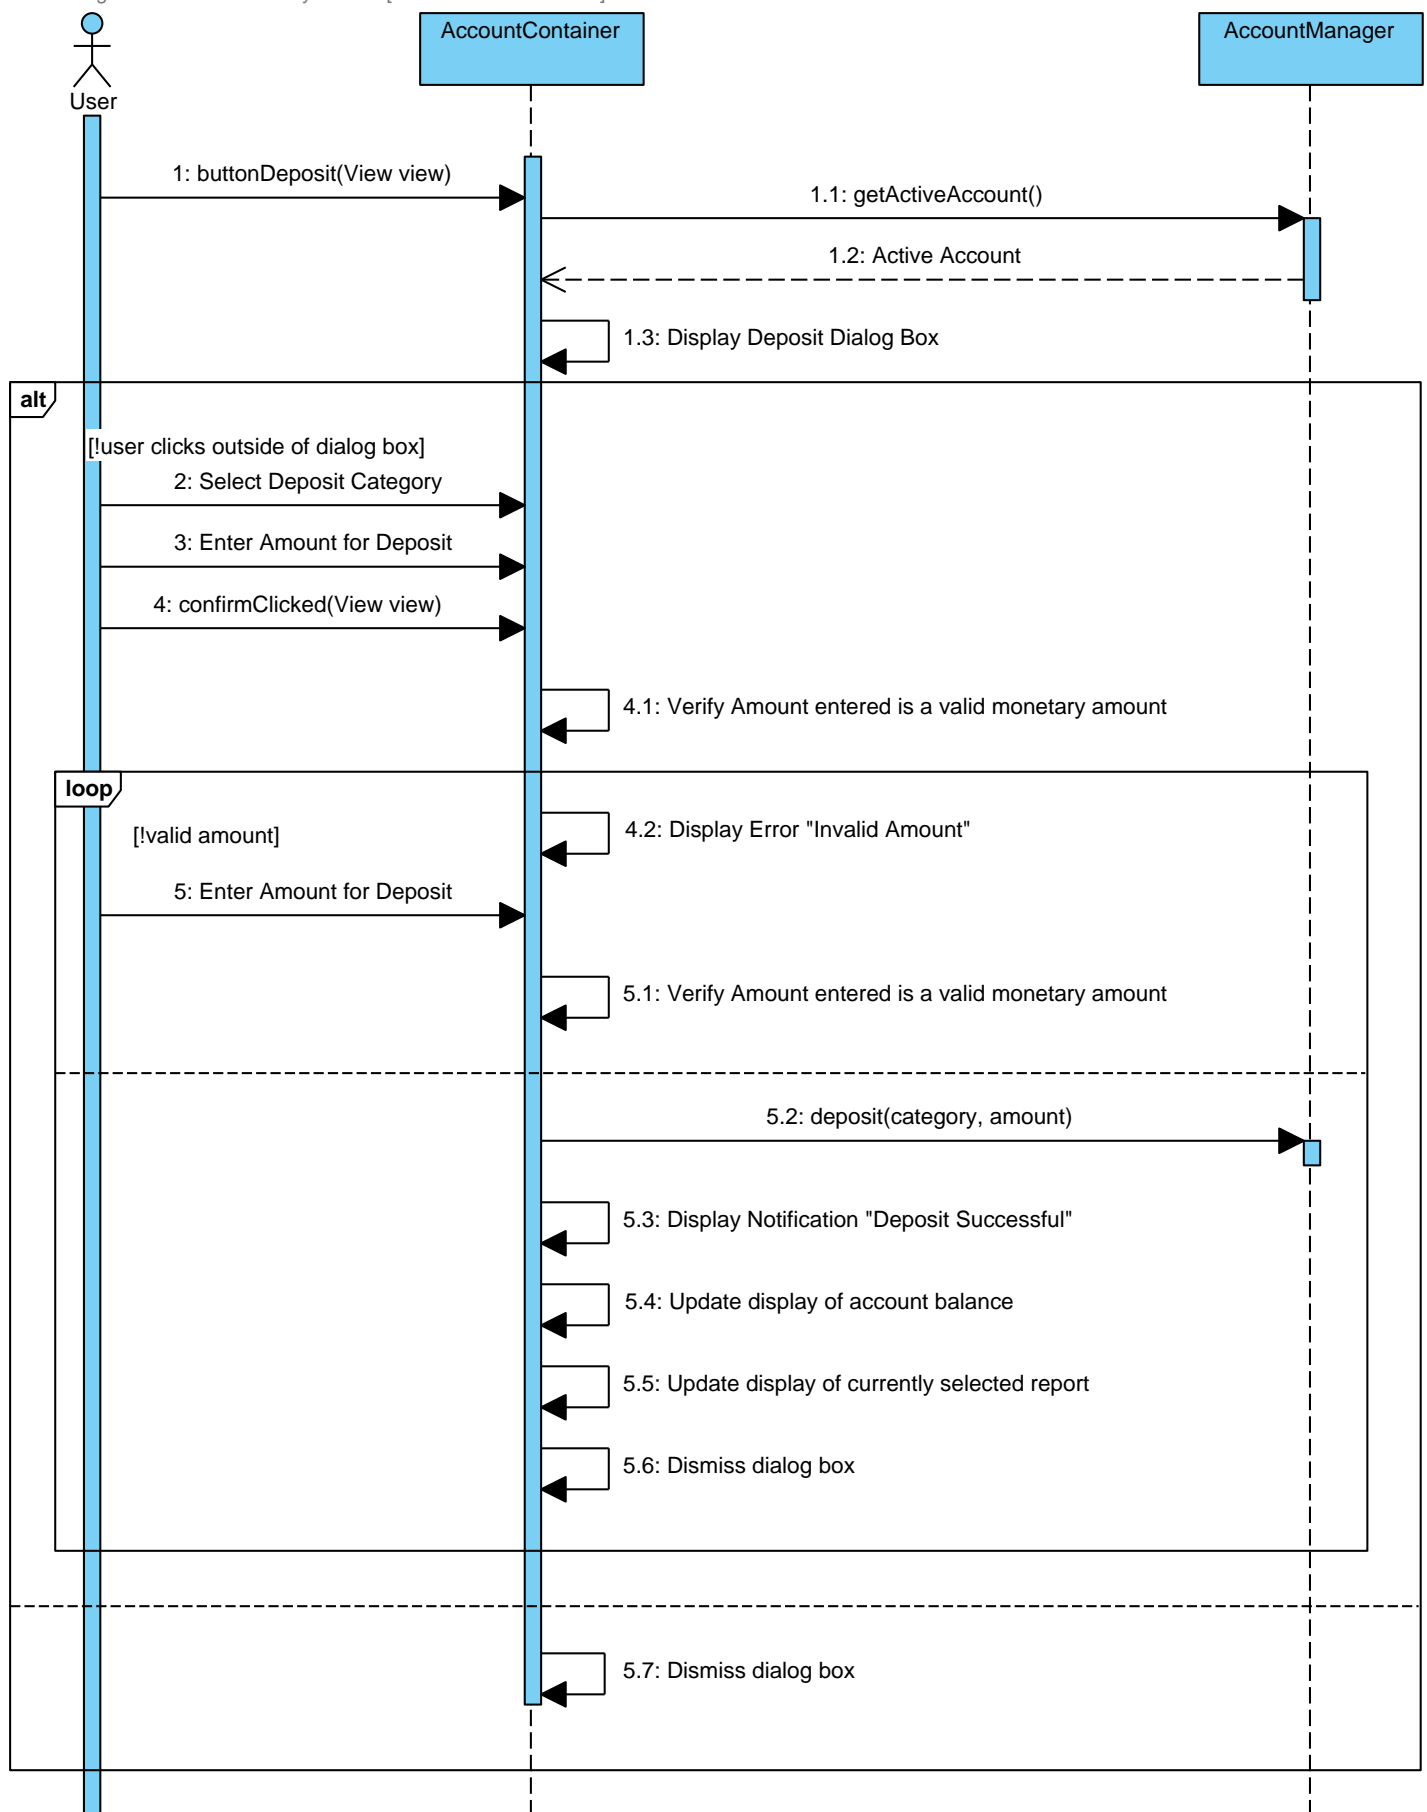 AccountContainer
AccountManager
User
1: buttonDeposit(View view)
1.1: getActiveAccount()
1.2: Active Account
1.3: Display Deposit Dialog Box
alt
[!user clicks outside of dialog box]
2: Select Deposit Category
3: Enter Amount for Deposit
4: confirmClicked(View view)
4.1: Verify Amount entered is a valid monetary amount
loop
[!valid amount]
4.2: Display Error "Invalid Amount"
5: Enter Amount for Deposit
5.1: Verify Amount entered is a valid monetary amount
5.2: deposit(category, amount)
5.3: Display Notification "Deposit Successful"
5.4: Update display of account balance
5.5: Update display of currently selected report
5.6: Dismiss dialog box
5.7: Dismiss dialog box